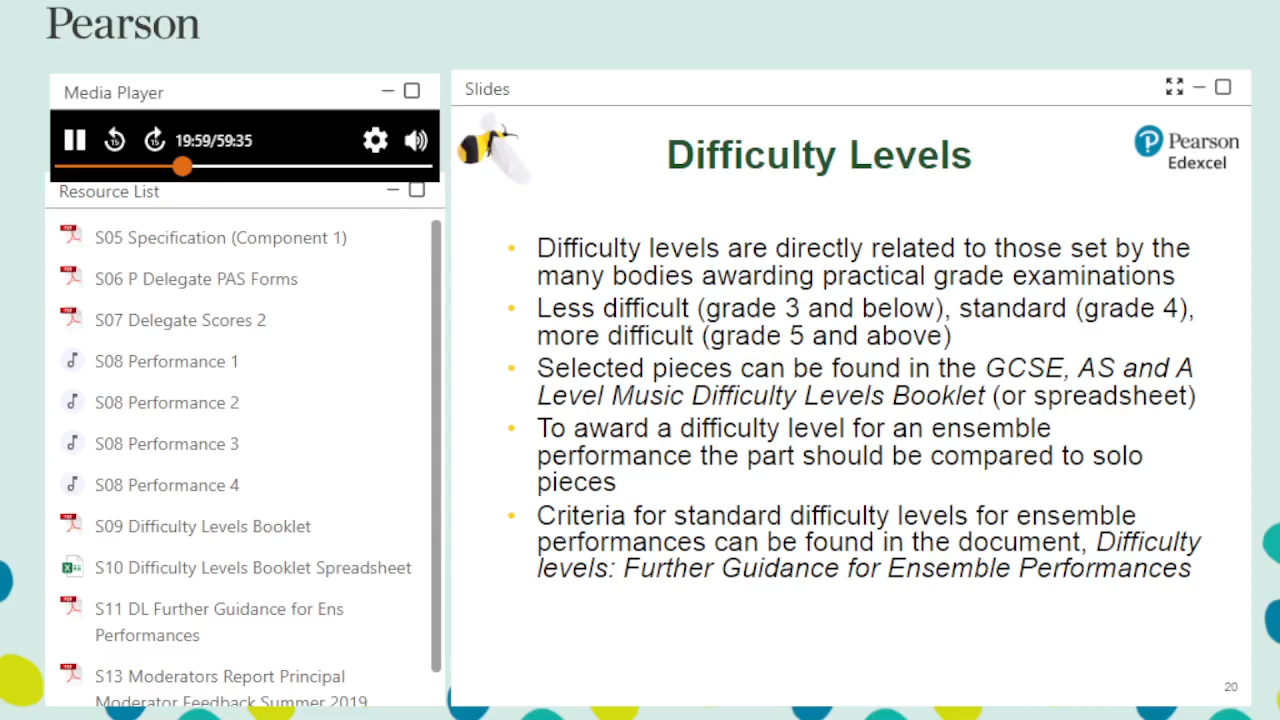 Pearson
Media Player
15
15
19:59/59:35
Resource List
S05 Specification (Component 1)
S06 P Delegate PAS Forms
S07 Delegate Scores 2
S08 Performance 1
S08 Performance 2
S08 Performance 3
S08 Performance 4
S09 Difficulty Levels Booklet
S10 Difficulty Levels Booklet Spreadsheet
S11 DL Further Guidance for Ens
Performances
S13 Moderators Report Principal
Moderator Feedback Summer 2019
Slides
Difficulty Levels
Pearson
Edexcel
• Difficulty levels are directly related to those set by the
many bodies awarding practical grade examinations
• Less difficult (grade 3 and below), standard (grade 4),
more difficult (grade 5 and above)
• Selected pieces can be found in the GCSE, AS and A
Level Music Difficulty Levels Booklet (or spreadsheet)
• To award a difficulty level for an ensemble
performance the part should be compared to solo
pieces
• Criteria for standard difficulty levels for ensemble
performances can be found in the document, Difficulty
levels: Further Guidance for Ensemble Performances
20